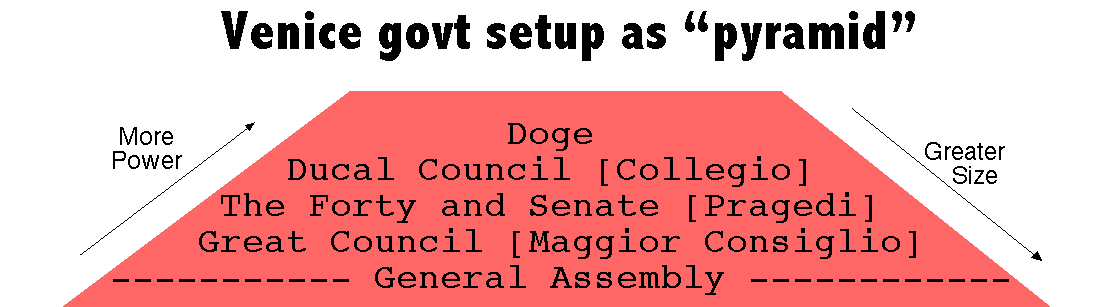 Venice govt setup as “pyramid”
More
Power
Greater
Size
Doge
Ducal Council [Collegio]
The Forty and Senate [Pragedi]
Great Council [Maggior Consiglio]
----------- General Assembly ------------